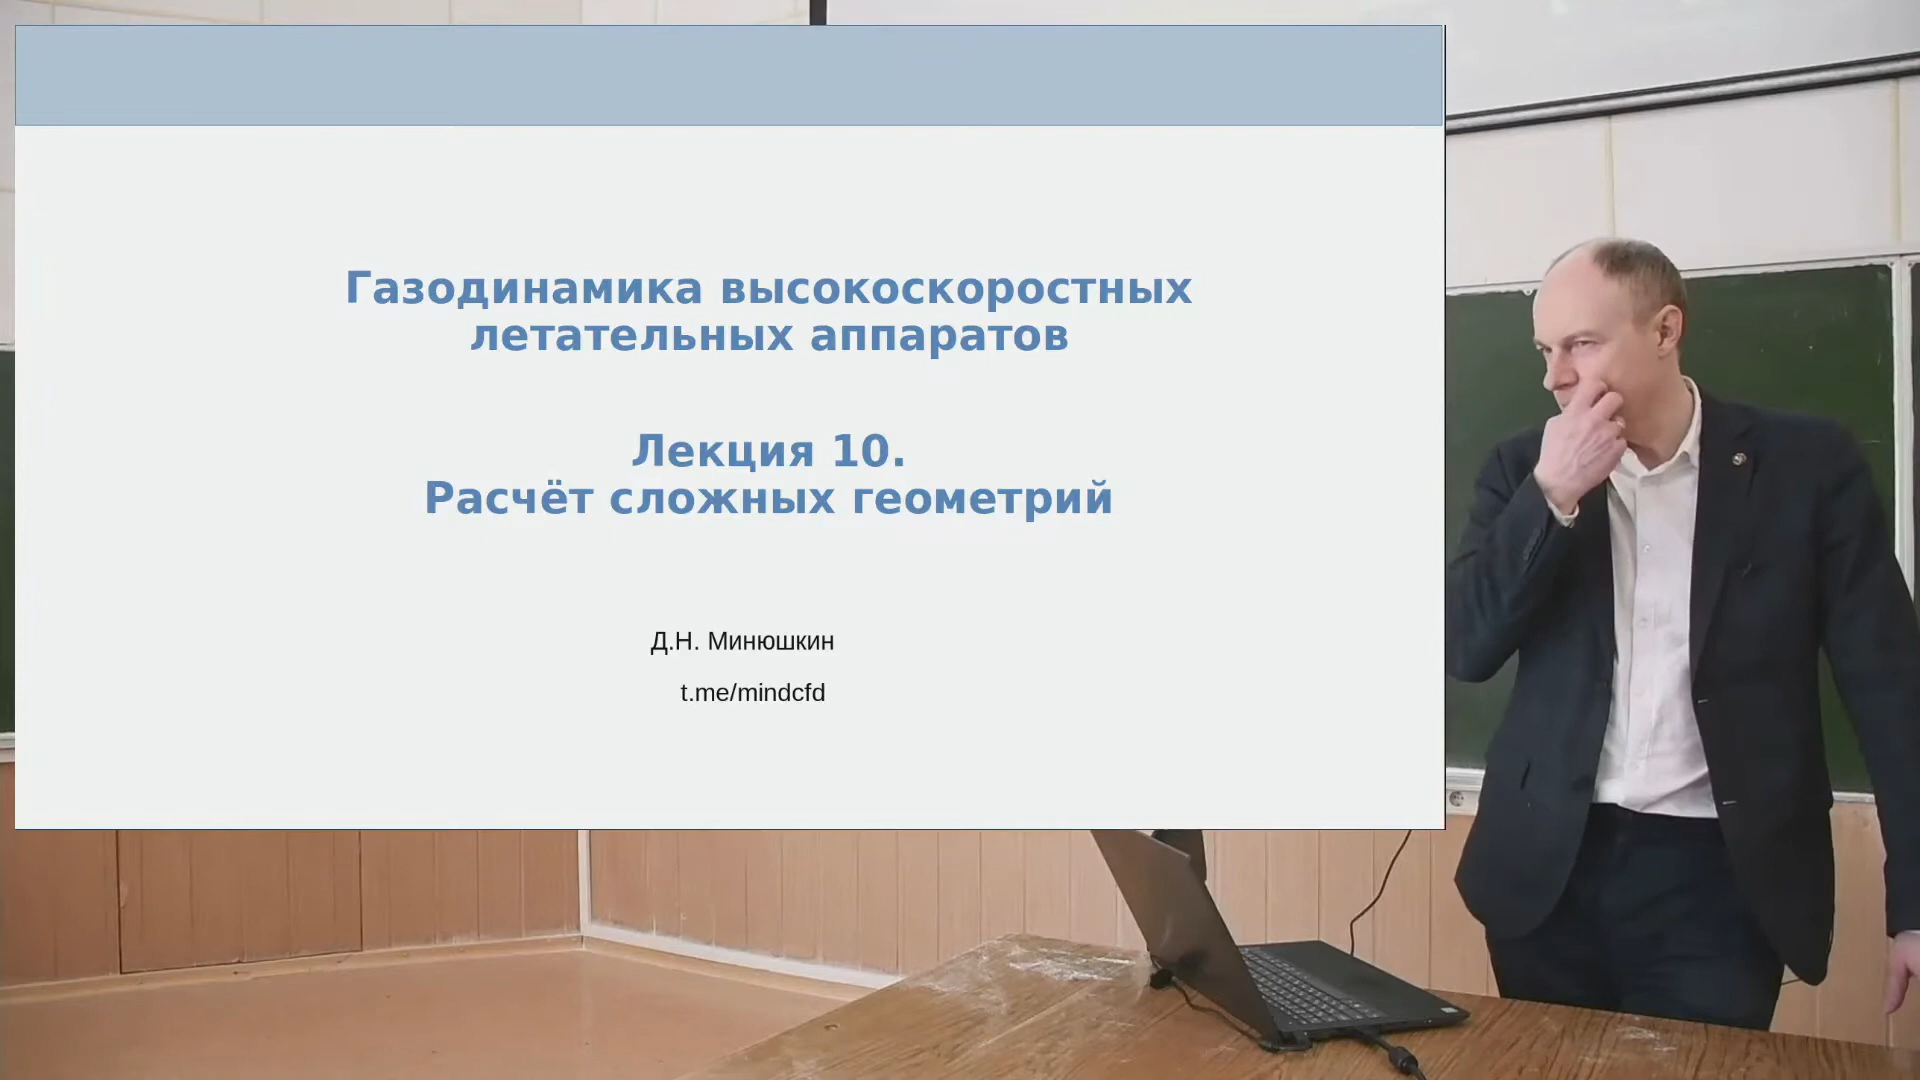 Газодинамика высокоскоростных
летательных аппаратов
Лекция 10.
Расчёт сложных геометрий
Д.Н. Минюшкин
t.me/mindcfd